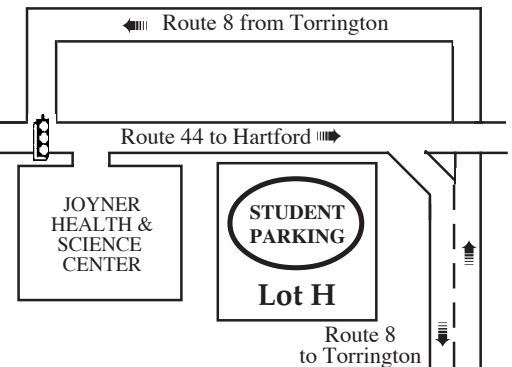 Route 8 from Torrington
Route 44 to Hartford
JOYNER
HEALTH &
SCIENCE
CENTER
STUDENT
PARKING
Lot H
Route 8
to Torrington